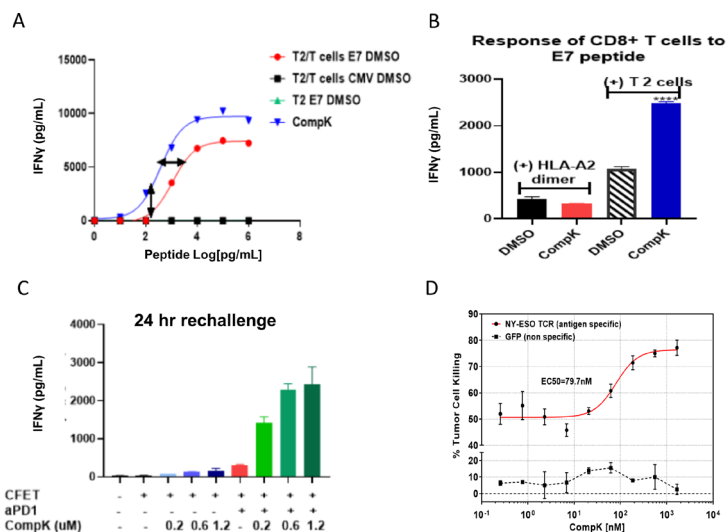 A
15000
10000
5000
0
IFNγ (pg/mL)
0 2 4 6 8
Peptide Log[pg/mL]
T2/T cells E7 DMSO
T2/T cells CMV DMSO
T2 E7 DMSO
CompK
B
Response of CD8+ T cells to
E7 peptide
3000
2000
1000
0
IFNγ (pg/mL)
(+) T 2 cells
****
(+) HLA-A2
dimer
DMSO CompK DMSO CompK
C
24 hr rechallenge
4000
3000
2000
1000
0
IFNγ (pg/mL)
CFET - + + + + + + + +
aPD1 - - - - - + + + +
CompK (uM) - - 0.2 0.6 1.2 - 0.2 0.6 1.2
D
90
80
70
60
50
40
20
10
0
% Tumor Cell Killing
NY-ESO TCR (antigen specific)
GFP (non specific)
EC50=79.7nM
10-1 100 101 102 103 104
CompK [nM]